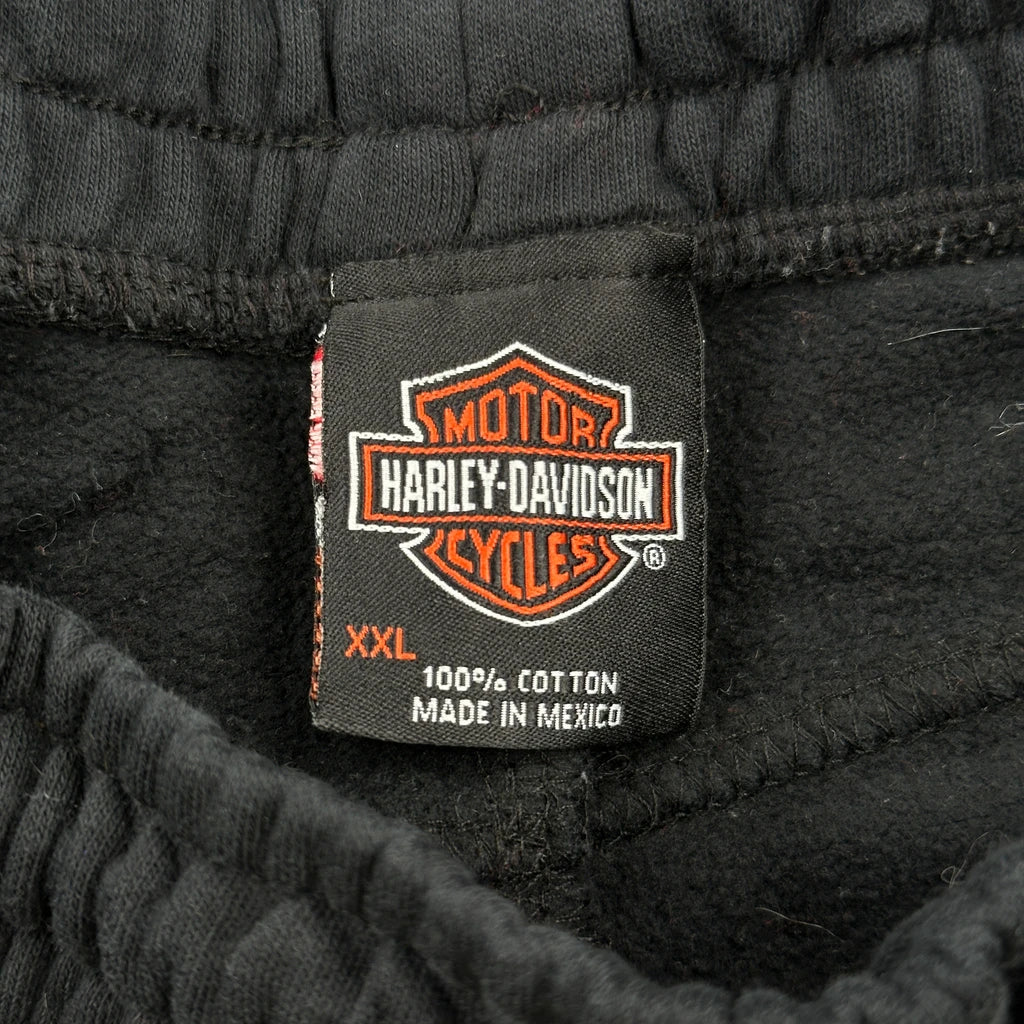 MOTOR
HARLEY-DAVIDSON
CYCLES
®
XXL
100% COTTON
MADE IN MEXICO